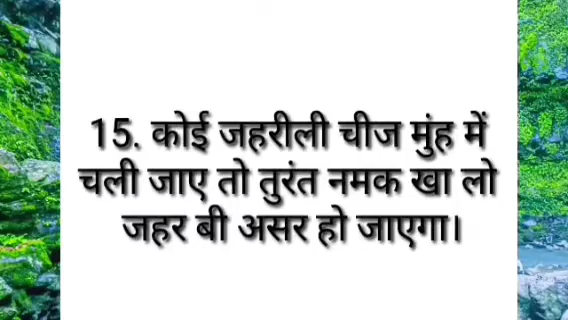 15. कोई जहरीली चीज मुंह में
चली जाए तो तुरंत नमक खा लो
जहर बी असर हो जाएगा।